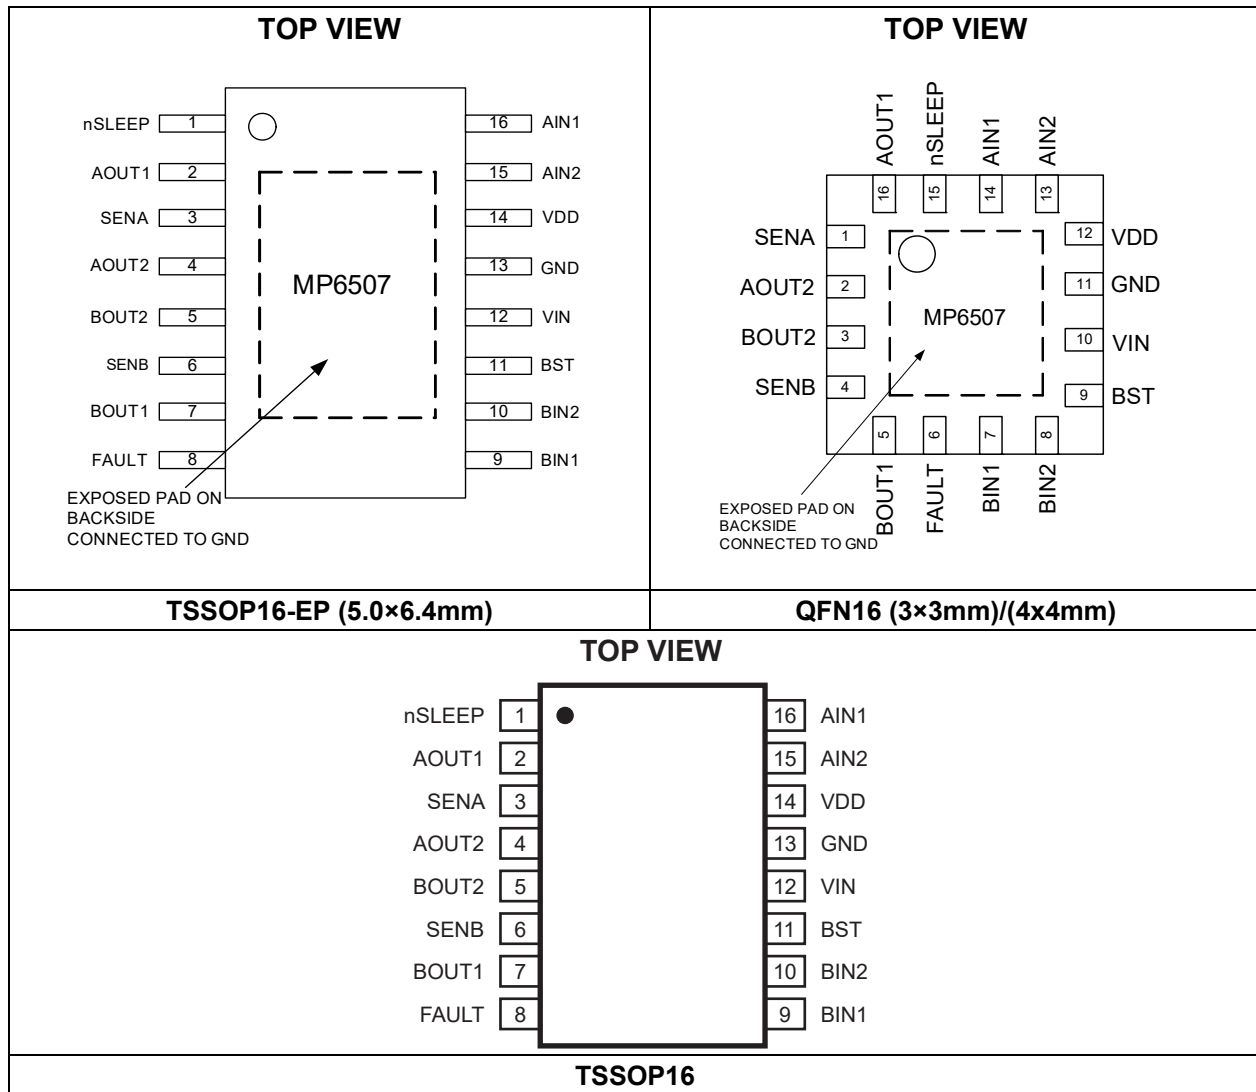 TOP VIEW
nSLEEP 1
AOUT1 2
SENA 3
AOUT2 4
BOUT2 5
SENB 6
BOUT1 7
FAULT 8
16 AIN1
15 AIN2
14 VDD
13 GND
12 VIN
11 BST
10 BIN2
9 BIN1
MP6507
EXPOSED PAD ON
BACKSIDE
CONNECTED TO GND
TSSOP16-EP (5.0×6.4mm)
TOP VIEW
AOUT1 nSLEEP AIN1 AIN2
16 15 14 13
SENA 1
AOUT2 2
BOUT2 3
SENB 4
12 VDD
11 GND
10 VIN
9 BST
MP6507
5 6 7 8
BOUT1 FAULT BIN1 BIN2
EXPOSED PAD ON
BACKSIDE
CONNECTED TO GND
QFN16 (3×3mm)/(4x4mm)
TOP VIEW
nSLEEP 1
AOUT1 2
SENA 3
AOUT2 4
BOUT2 5
SENB 6
BOUT1 7
FAULT 8
16 AIN1
15 AIN2
14 VDD
13 GND
12 VIN
11 BST
10 BIN2
9 BIN1
TSSOP16